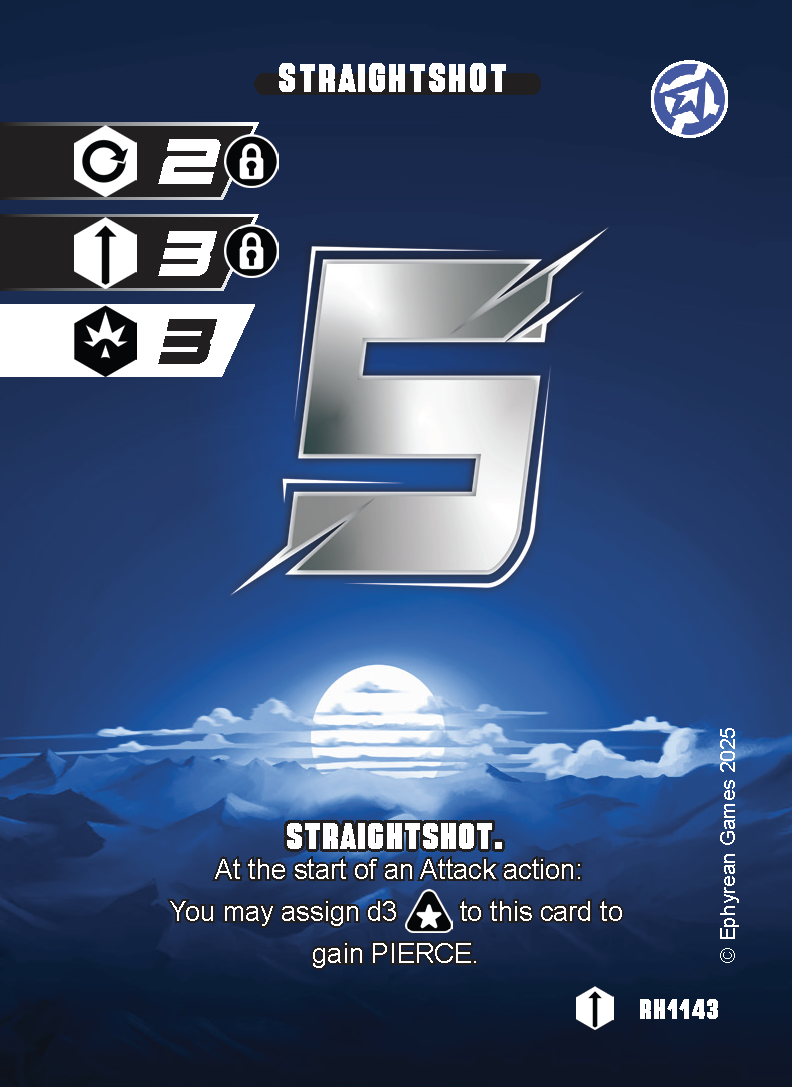 STRAIGHTSHOT
2
3
3
5
STRAIGHTSHOT.
At the start of an Attack action:
You may assign d3 to this card to
gain PIERCE.
© Ephyrean Games 2025
RH1143